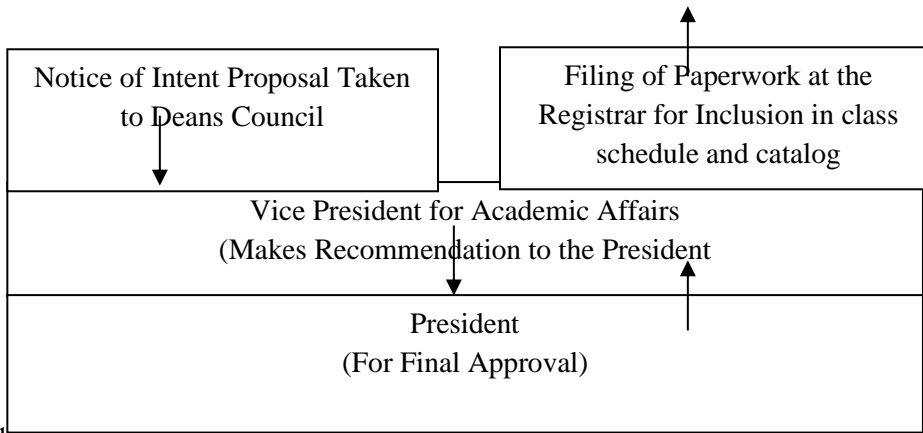 Notice of Intent Proposal Taken
to Deans Council
Filing of Paperwork at the
Registrar for Inclusion in class
schedule and catalog
Vice President for Academic Affairs
(Makes Recommendation to the President
President
(For Final Approval)